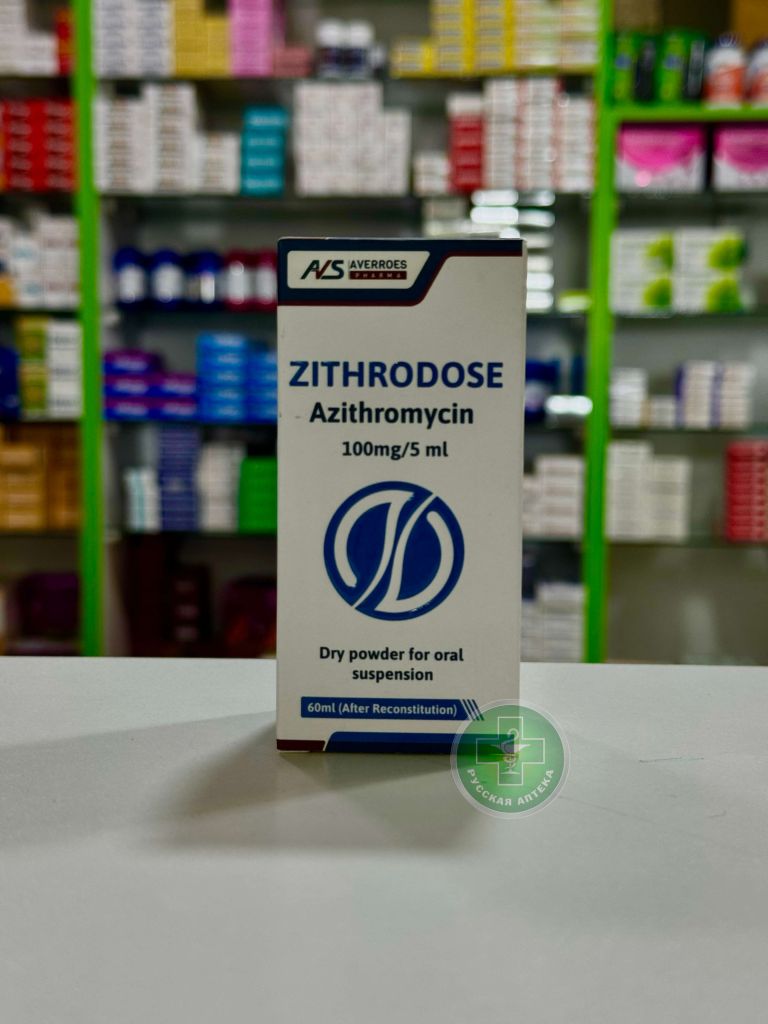 AVS AVERROES
PHARMA
ZITHRODOSE
Azithromycin
100mg/5 ml
Dry powder for oral
suspension
60ml (After Reconstitution)
РУССКАЯ АПТЕКА